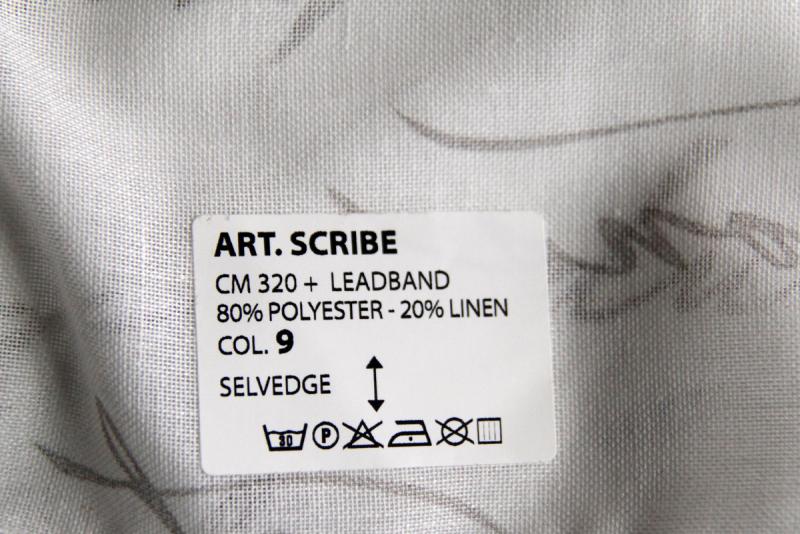 ART. SCRIBE
CM 320 + LEADBAND
80% POLYESTER - 20% LINEN
COL. 9
SELVEDGE
30 P